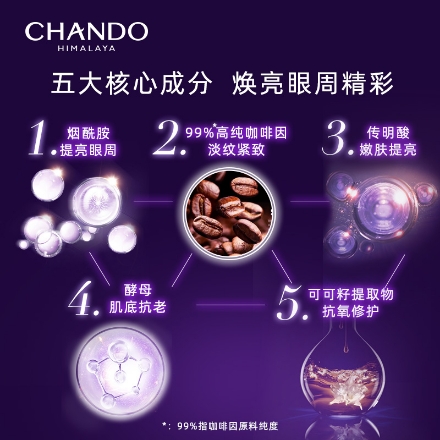 CHANDO
HIMALAYA
五大核心成分 焕亮眼周精彩
1.
烟酰胺
提亮眼周
2.
99%*高纯咖啡因
淡纹紧致
3.
传明酸
嫩肤提亮
4.
酵母
肌底抗老
5.
可可籽提取物
抗氧修护
*：99%指咖啡因原料纯度